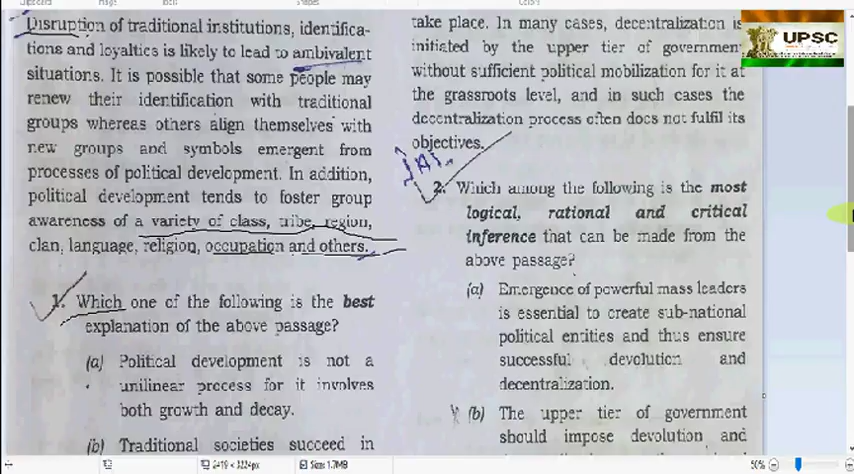 Disruption of traditional institutions, identifica-
tions and loyalties is likely to lead to ambivalent
situations. It is possible that some people may
renew their identification with traditional
groups whereas others align themselves with
new groups and symbols emergent from
processes of political development. In addition,
political development tends to foster group
awareness of a variety of class, tribe, region,
clan, language, religion, occupation and others.
1. Which one of the following is the best
explanation of the above passage?
(a) Political development is not a
unilinear process for it involves
both growth and decay.
(b) Traditional societies succeed in
take place. In many cases, decentralization is
initiated by the upper tier of government
without sufficient political mobilization for it at
the grassroots level, and in such cases the
decentralization process often does not fulfil its
objectives.
2. Which among the following is the most
logical, rational and critical
inference that can be made from the
above passage?
(a) Emergence of powerful mass leaders
is essential to create sub-national
political entities and thus ensure
successful devolution and
decentralization.
(b) The upper tier of government
should impose devolution and
UPSC
2419 × 3226px
Size: 1.7MB
50%